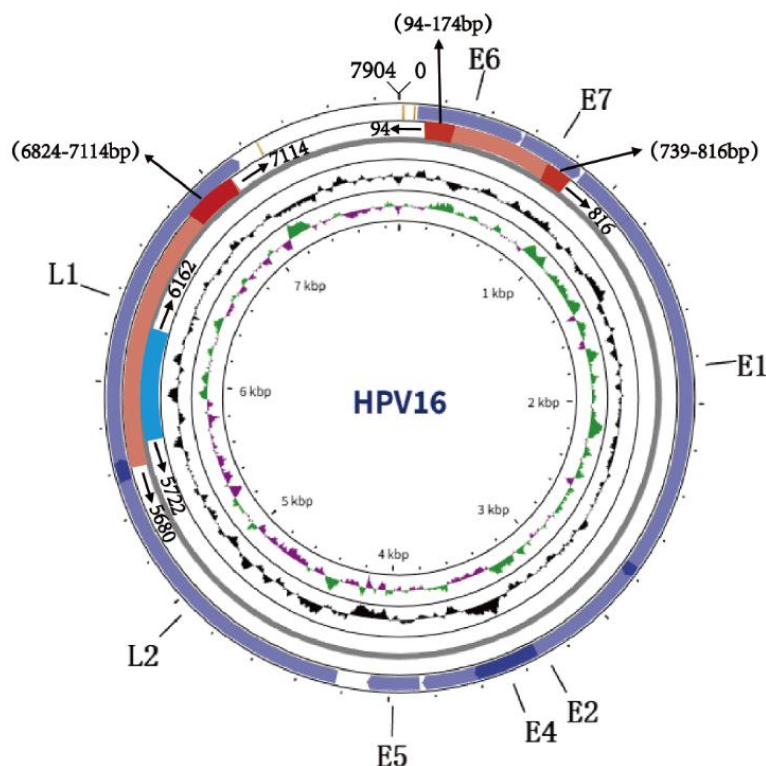 (94-174bp)
E6
7904 0
E7
94
(6824-7114bp)
7114
(739-816bp)
816
L1
6162
7 kbp
1 kbp
E1
6 kbp
HPV16
2 kbp
5722
5680
5 kbp
3 kbp
4 kbp
L2
E2
E4
E5